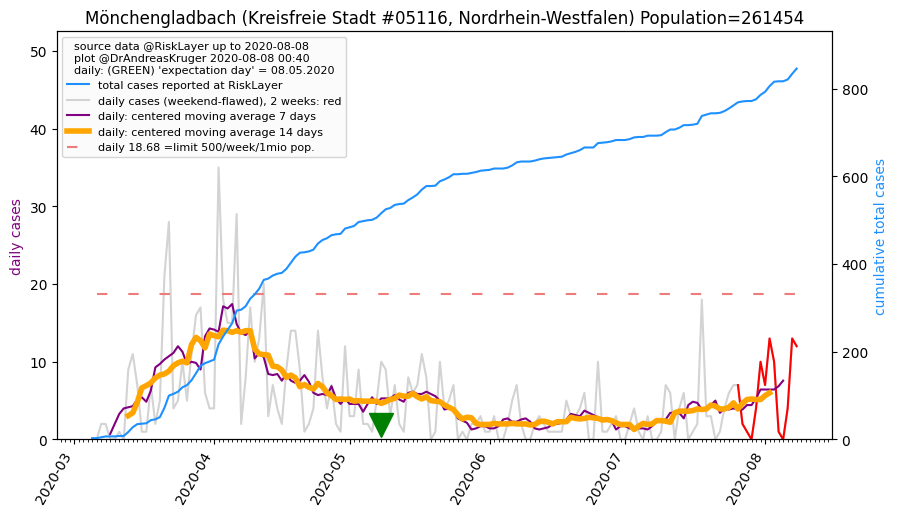 Mönchengladbach (Kreisfreie Stadt #05116, Nordrhein-Westfalen) Population=261454
source data @RiskLayer up to 2020-08-08
plot @DrAndreasKruger 2020-08-08 00:40
daily: (GREEN) 'expectation day' = 08.05.2020
total cases reported at RiskLayer
daily cases (weekend-flawed), 2 weeks: red
daily: centered moving average 7 days
daily: centered moving average 14 days
daily 18.68 =limit 500/week/1mio pop.
daily cases
50
40
30
20
10
0
cumulative total cases
800
600
400
200
0
2020-03
2020-04
2020-05
2020-06
2020-07
2020-08